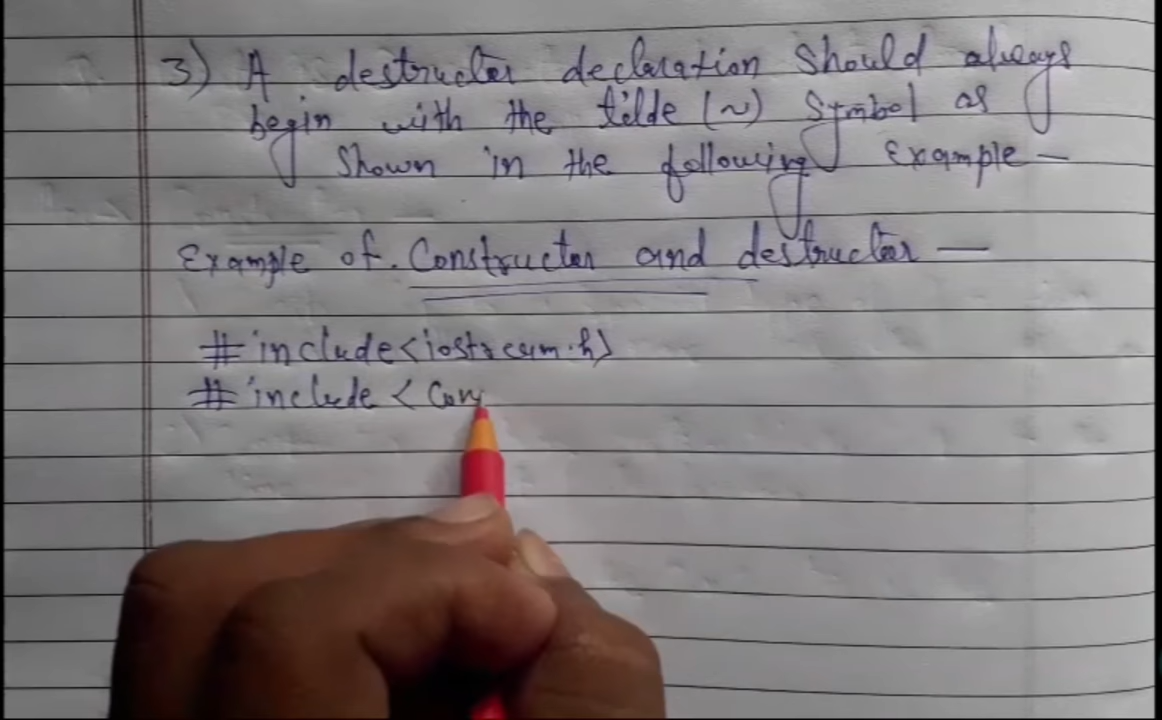 3) A destructor declaration should always
begin with the tilde (~) symbol as
shown in the following example —
Example of. Constructor and destructor —
#include<iostream.h>
#include < Con